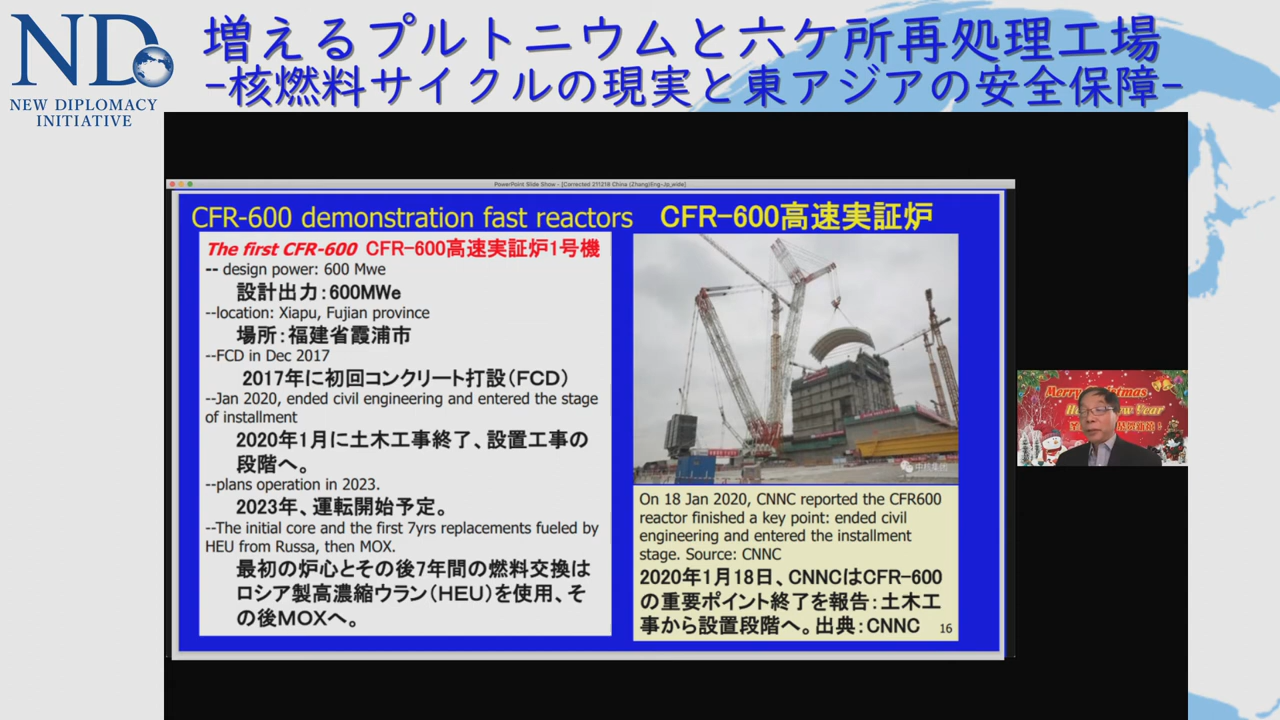 NDO
NEW DIPLOMACY
INITIATIVE
増えるプルトニウムと六ケ所再処理工場
-核燃料サイクルの現実と東アジアの安全保障-
PowerPoint Slide Show - [Corrected 211218 China (Zhang)Eng-Jp_wide]
CFR-600 demonstration fast reactors CFR-600高速実証炉
The first CFR-600 CFR-600高速実証炉1号機
-- design power: 600 Mwe
設計出力：600MWe
--location: Xiapu, Fujian province
場所：福建省霞浦市
--FCD in Dec 2017
2017年に初回コンクリート打設（FCD）
--Jan 2020, ended civil engineering and entered the stage
of installment
2020年1月に土木工事終了、設置工事の
段階へ。
--plans operation in 2023.
2023年、運転開始予定。
--The initial core and the first 7yrs replacements fueled by
HEU from Russa, then MOX.
最初の炉心とその後7年間の燃料交換は
ロシア製高濃縮ウラン（HEU）を使用、そ
の後MOXへ。
中核集团
On 18 Jan 2020, CNNC reported the CFR600
reactor finished a key point: ended civil
engineering and entered the installment
stage. Source: CNNC
2020年1月18日、CNNCはCFR-600
の重要ポイント終了を報告：土木工
事から設置段階へ。出典：CNNC
16
Merry Christmas
New Year